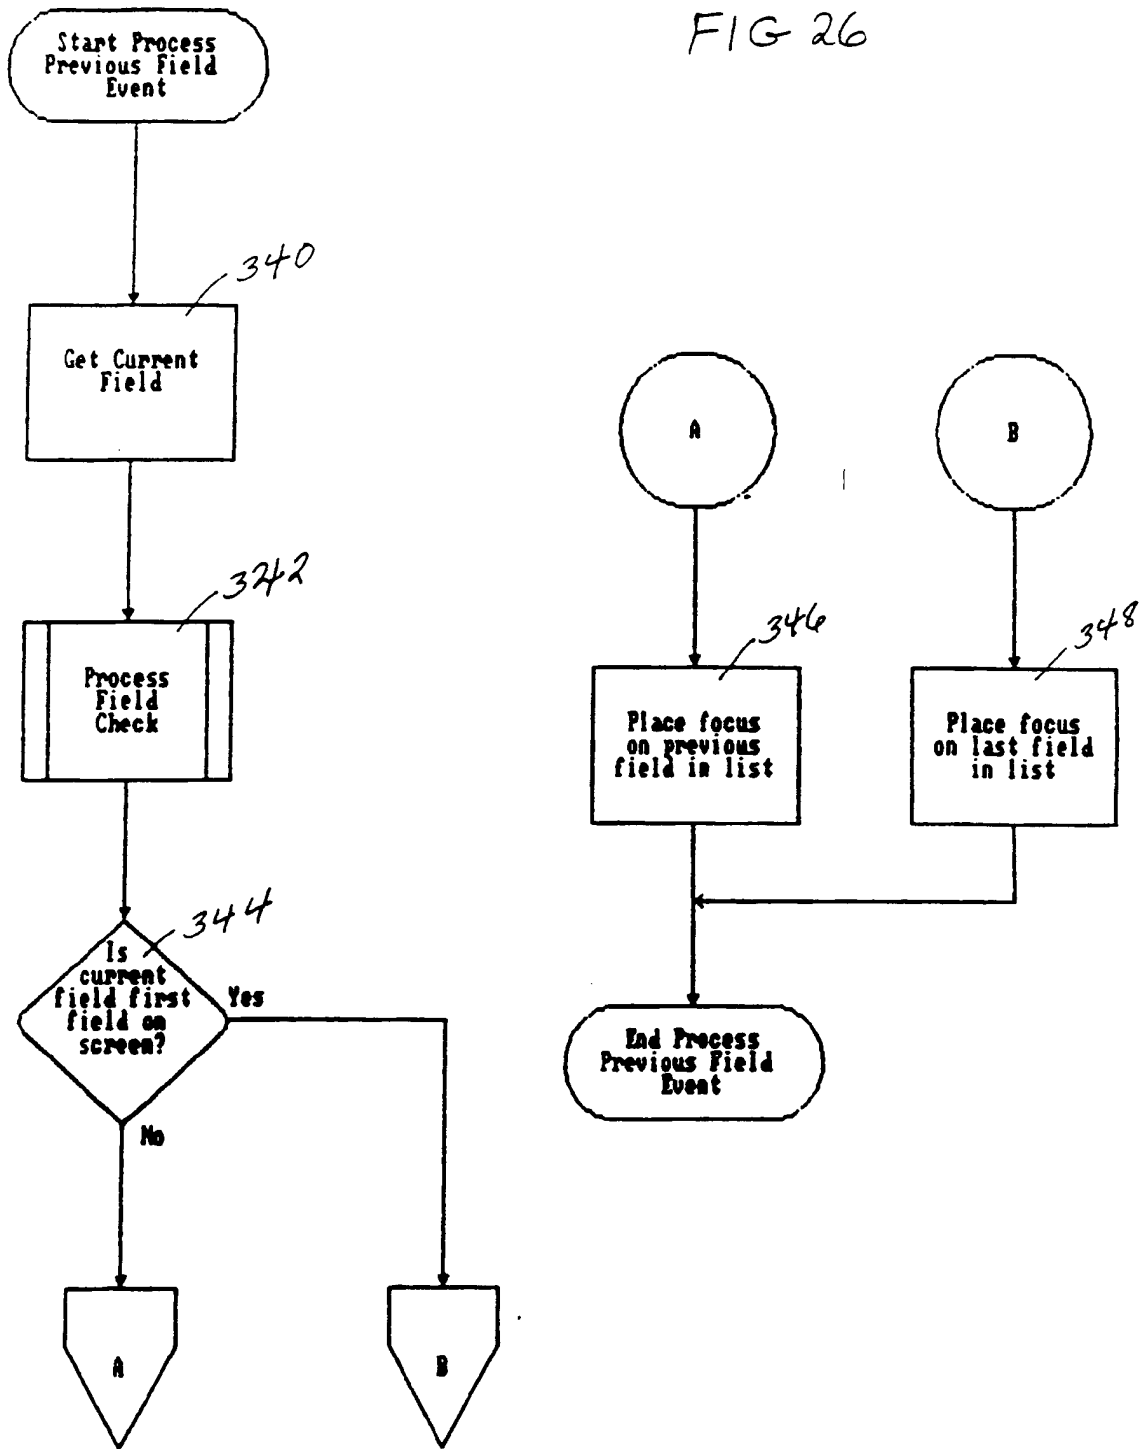 FIG 26
Start Process
Previous Field
Event
340
Get Current
Field
3242
Process
Field
Check
344
Is
current
field first
field on
screen?
Yes
No
A
B
A
B
346
Place focus
on previous
field in list
348
Place focus
on last field
in list
End Process
Previous Field
Event